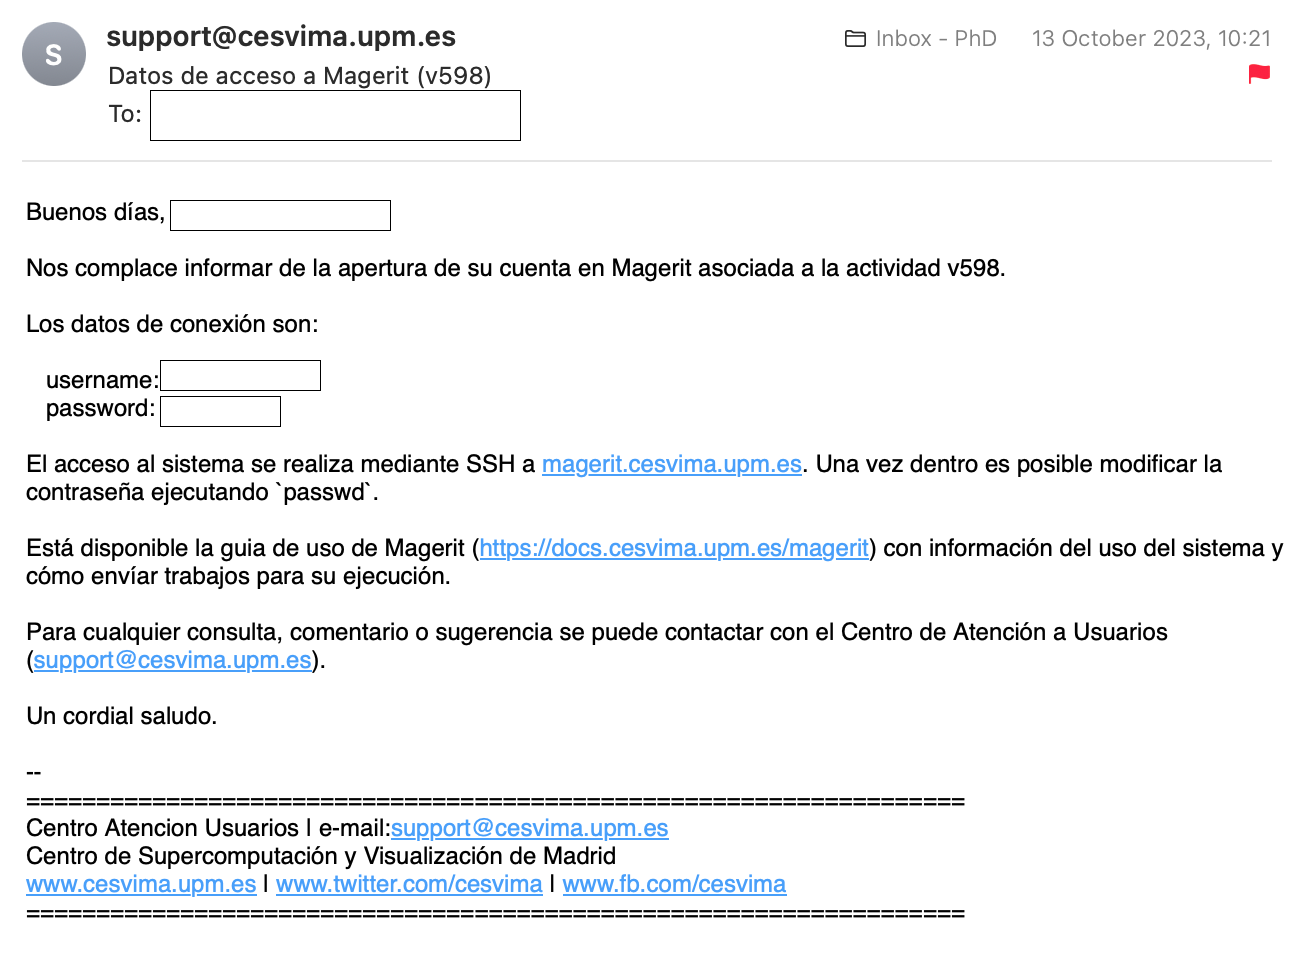 S
support@cesvima.upm.es
Inbox - PhD 13 October 2023, 10:21
Datos de acceso a Magerit (v598)
To:
Buenos días,
Nos complace informar de la apertura de su cuenta en Magerit asociada a la actividad v598.
Los datos de conexión son:
username:
password:
El acceso al sistema se realiza mediante SSH a magerit.cesvima.upm.es. Una vez dentro es posible modificar la
contraseña ejecutando `passwd`.
Está disponible la guia de uso de Magerit (https://docs.cesvima.upm.es/magerit) con información del uso del sistema y
cómo envíar trabajos para su ejecución.
Para cualquier consulta, comentario o sugerencia se puede contactar con el Centro de Atención a Usuarios
(support@cesvima.upm.es).
Un cordial saludo.
--
===================================================================
Centro Atencion Usuarios | e-mail:support@cesvima.upm.es
Centro de Supercomputación y Visualización de Madrid
www.cesvima.upm.es | www.twitter.com/cesvima | www.fb.com/cesvima
===================================================================